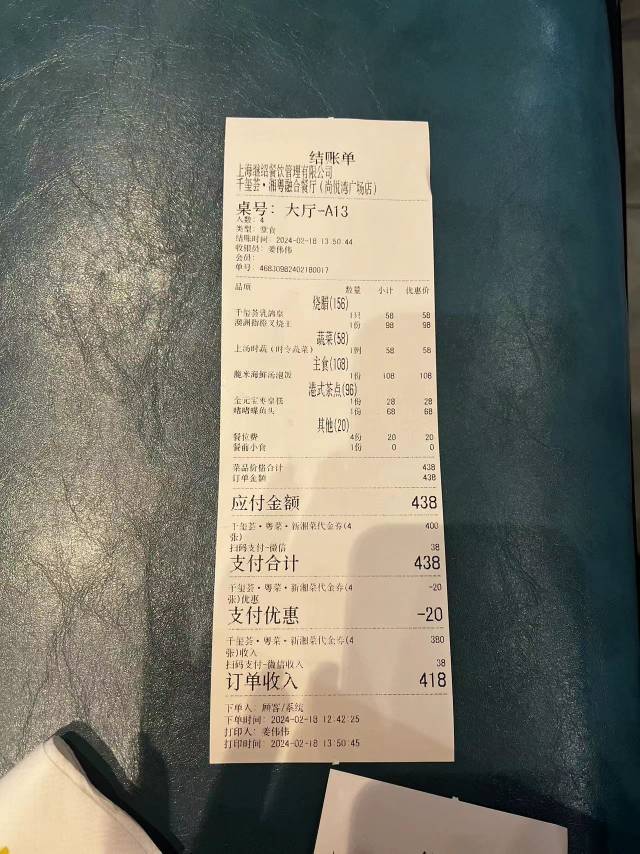 结账单
上海继绍餐饮管理有限公司
千玺荟·湘粤融合餐厅（尚悦湾广场店）
桌号：大厅-A13
人数：4
类型：堂食
结账时间：2024-02-18 13:50:44
收银员：姜伟伟
会员：
单号：46830982402180017
品项 数量 小计 优惠价
烧腊(156)
千玺荟乳鸽皇 1只 58 58
澳洲谷饲叉烧王 1份 98 98
蔬菜(58)
上汤时蔬（时令蔬菜） 1例 58 58
主食(108)
脆米海鲜汤泡饭 1份 108 108
港式茶点(96)
金元宝枣皇糕 1份 28 28
啫啫鲽鱼头 1份 68 68
其他(20)
餐位费 4份 20 20
餐前小食 1份 0 0
菜品价格合计 438
订单金额 438
应付金额 438
千玺荟·粤菜·新湘菜代金券(4 400
张)
扫码支付-微信 38
支付合计 438
千玺荟·粤菜·新湘菜代金券(4 -20
张)优惠
支付优惠 -20
千玺荟·粤菜·新湘菜代金券(4 380
张)收入
扫码支付-微信收入 38
订单收入 418
下单人：顾客/系统
下单时间：2024-02-18 12:42:25
打印人：姜伟伟
打印时间：2024-02-18 13:50:45